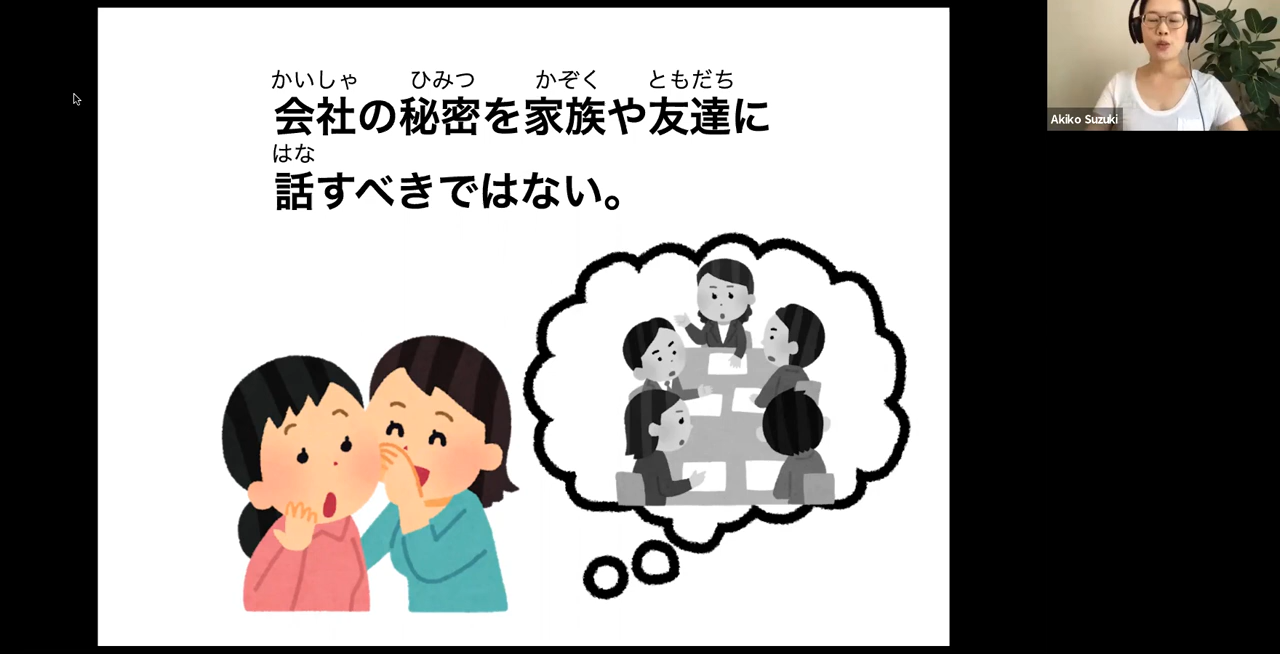 かいしゃ ひみつ かぞく ともだち
会社の秘密を家族や友達に
はな
話すべきではない。
Akiko Suzuki